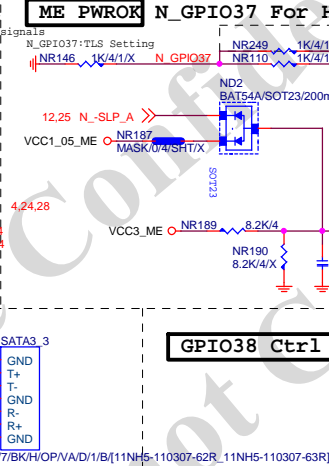 ME PWROK N_GPIO37 For H
signals
N_GPIO37:TLS Setting
NR249 1K/4/1
NR146 1K/4/1/X N_GPIO37 NR110 1K/4/1
ND2
BAT54A/SOT23/200m
12,25 N_-SLP_A
VCC1_05_ME NR187
MASK/0/4/SHT/X
SOT23
4,24,28
VCC3_ME NR189 8.2K/4
NR190
8.2K/4/X
SATA3_3
GPIO38 Ctrl
GND
T+
T-
GND
R-
R+
GND
7/BK/H/OP/VA/D/1/B/[11NH5-110307-62R_11NH5-110307-63R]